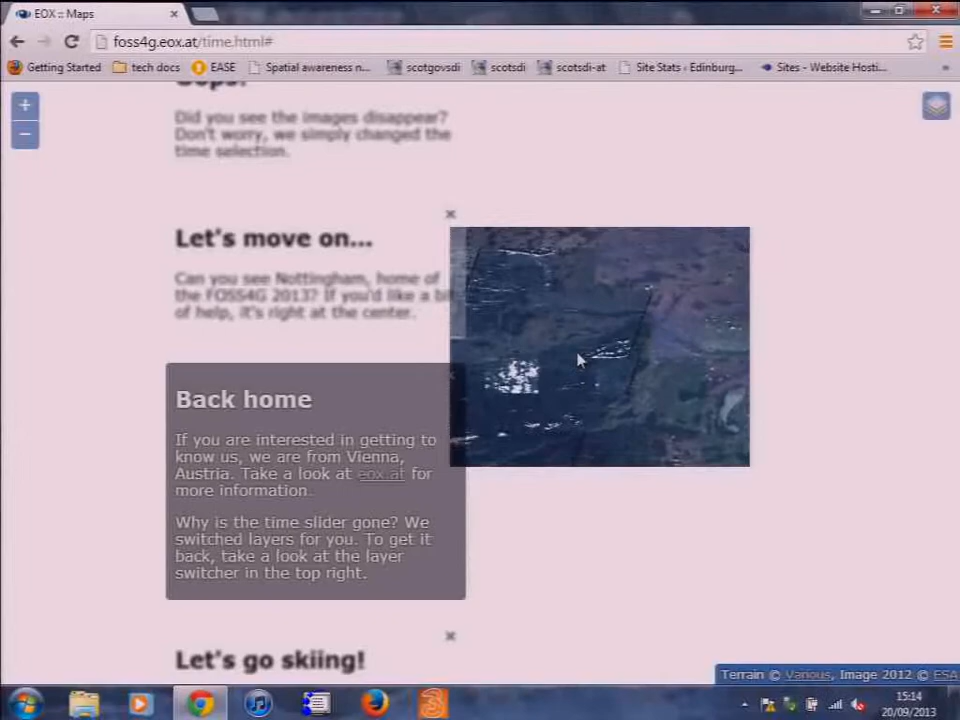 EOX :: Maps
foss4g.eox.at/time.html#
Getting Started
tech docs
EASE
Spatial awareness n...
scotgovsdi
scotsdi
scotsdi-at
Site Stats - Edinburg...
Sites - Website Hosti...
»
+
−
Oops!
Did you see the images disappear?
Don't worry, we simply changed the
time selection.
Let's move on...
Can you see Nottingham, home of
the FOSS4G 2013? If you'd like a bit
of help, it's right at the center.
Back home
If you are interested in getting to
know us, we are from Vienna,
Austria. Take a look at eox.at for
more information.
Why is the time slider gone? We
switched layers for you. To get it
back, take a look at the layer
switcher in the top right.
Let's go skiing!
Terrain © Various, Image 2012 © ESA
15:14
20/09/2013